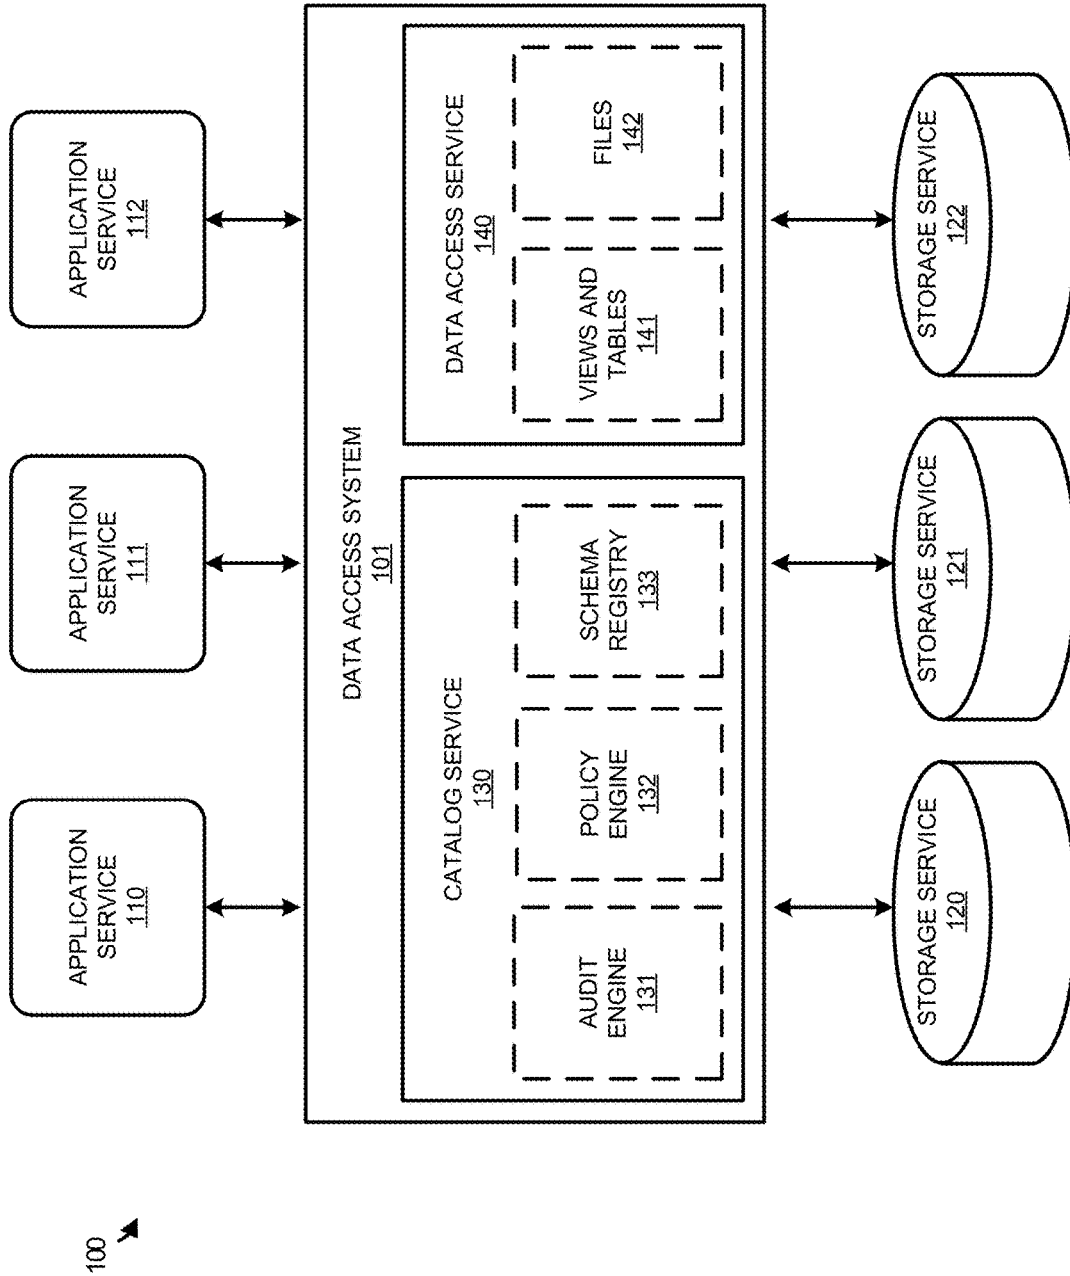 100
APPLICATION
SERVICE
110
APPLICATION
SERVICE
111
APPLICATION
SERVICE
112
DATA ACCESS SYSTEM
101
CATALOG SERVICE
130
AUDIT
ENGINE
131
POLICY
ENGINE
132
SCHEMA
REGISTRY
133
DATA ACCESS SERVICE
140
VIEWS AND
TABLES
141
FILES
142
STORAGE SERVICE
120
STORAGE SERVICE
121
STORAGE SERVICE
122